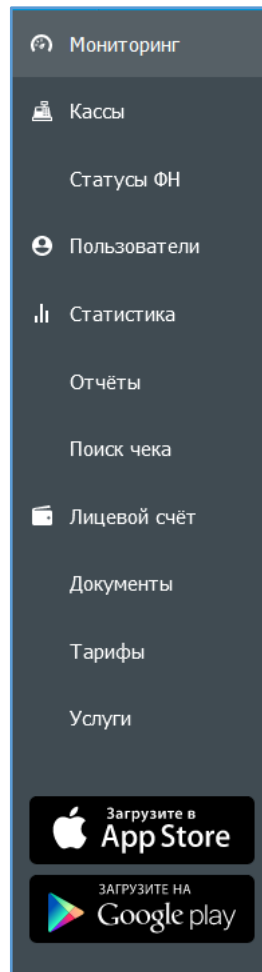 Мониторинг
Кассы
Статусы ФН
Пользователи
Статистика
Отчёты
Поиск чека
Лицевой счёт
Документы
Тарифы
Услуги
Загрузите в
App Store
ЗАГРУЗИТЕ НА
Google play